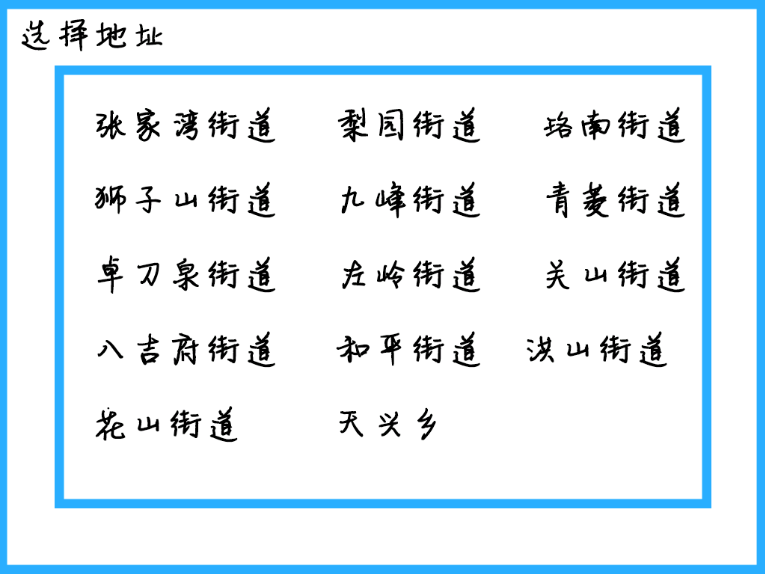 选择地址
张家湾街道 梨园街道 珞南街道
狮子山街道 九峰街道 青菱街道
卓刀泉街道 左岭街道 关山街道
八吉府街道 和平街道 洪山街道
花山街道 天兴乡